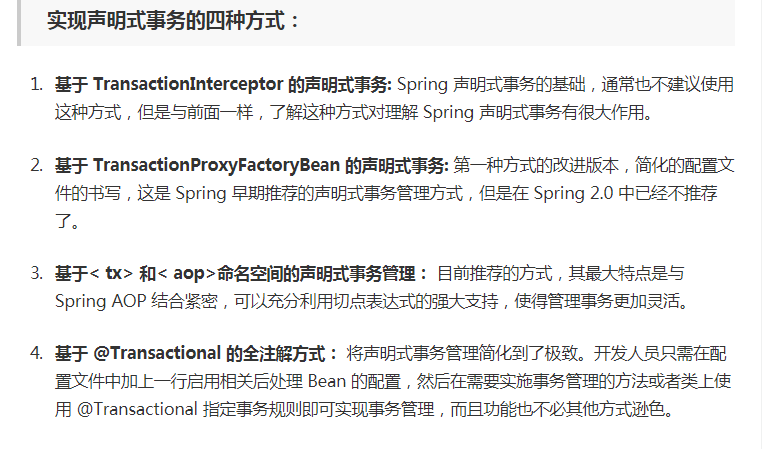 实现声明式事务的四种方式：
1. 基于 TransactionInterceptor 的声明式事务: Spring 声明式事务的基础，通常也不建议使用
这种方式，但是与前面一样，了解这种方式对理解 Spring 声明式事务有很大作用。
2. 基于 TransactionProxyFactoryBean 的声明式事务: 第一种方式的改进版本，简化的配置文
件的书写，这是 Spring 早期推荐的声明式事务管理方式，但是在 Spring 2.0 中已经不推荐
了。
3. 基于< tx> 和< aop>命名空间的声明式事务管理： 目前推荐的方式，其最大特点是与
Spring AOP 结合紧密，可以充分利用切点表达式的强大支持，使得管理事务更加灵活。
4. 基于 @Transactional 的全注解方式： 将声明式事务管理简化到了极致。开发人员只需在配
置文件中加上一行启用相关后处理 Bean 的配置，然后在需要实施事务管理的方法或者类上使
用 @Transactional 指定事务规则即可实现事务管理，而且功能也不必其他方式逊色。